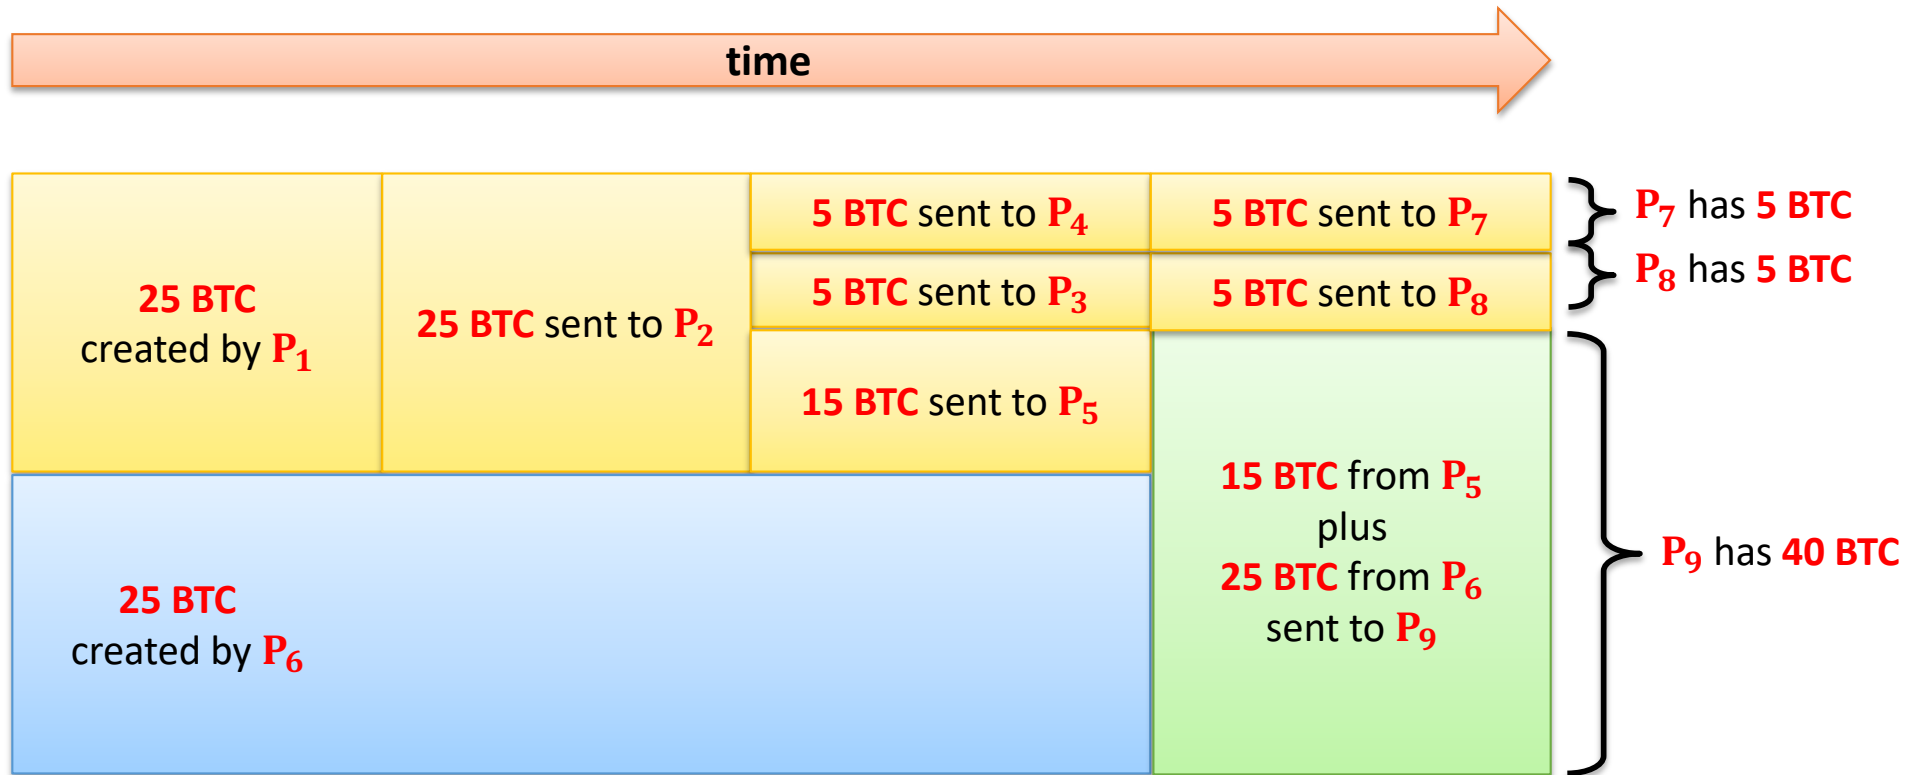 time
5 BTC sent to P₄
5 BTC sent to P₇
P₇ has 5 BTC
25 BTC
created by P₁
25 BTC sent to P₂
5 BTC sent to P₃
5 BTC sent to P₈
P₈ has 5 BTC
15 BTC sent to P₅
15 BTC from P₅
plus
25 BTC from P₆
sent to P₉
P₉ has 40 BTC
25 BTC
created by P₆